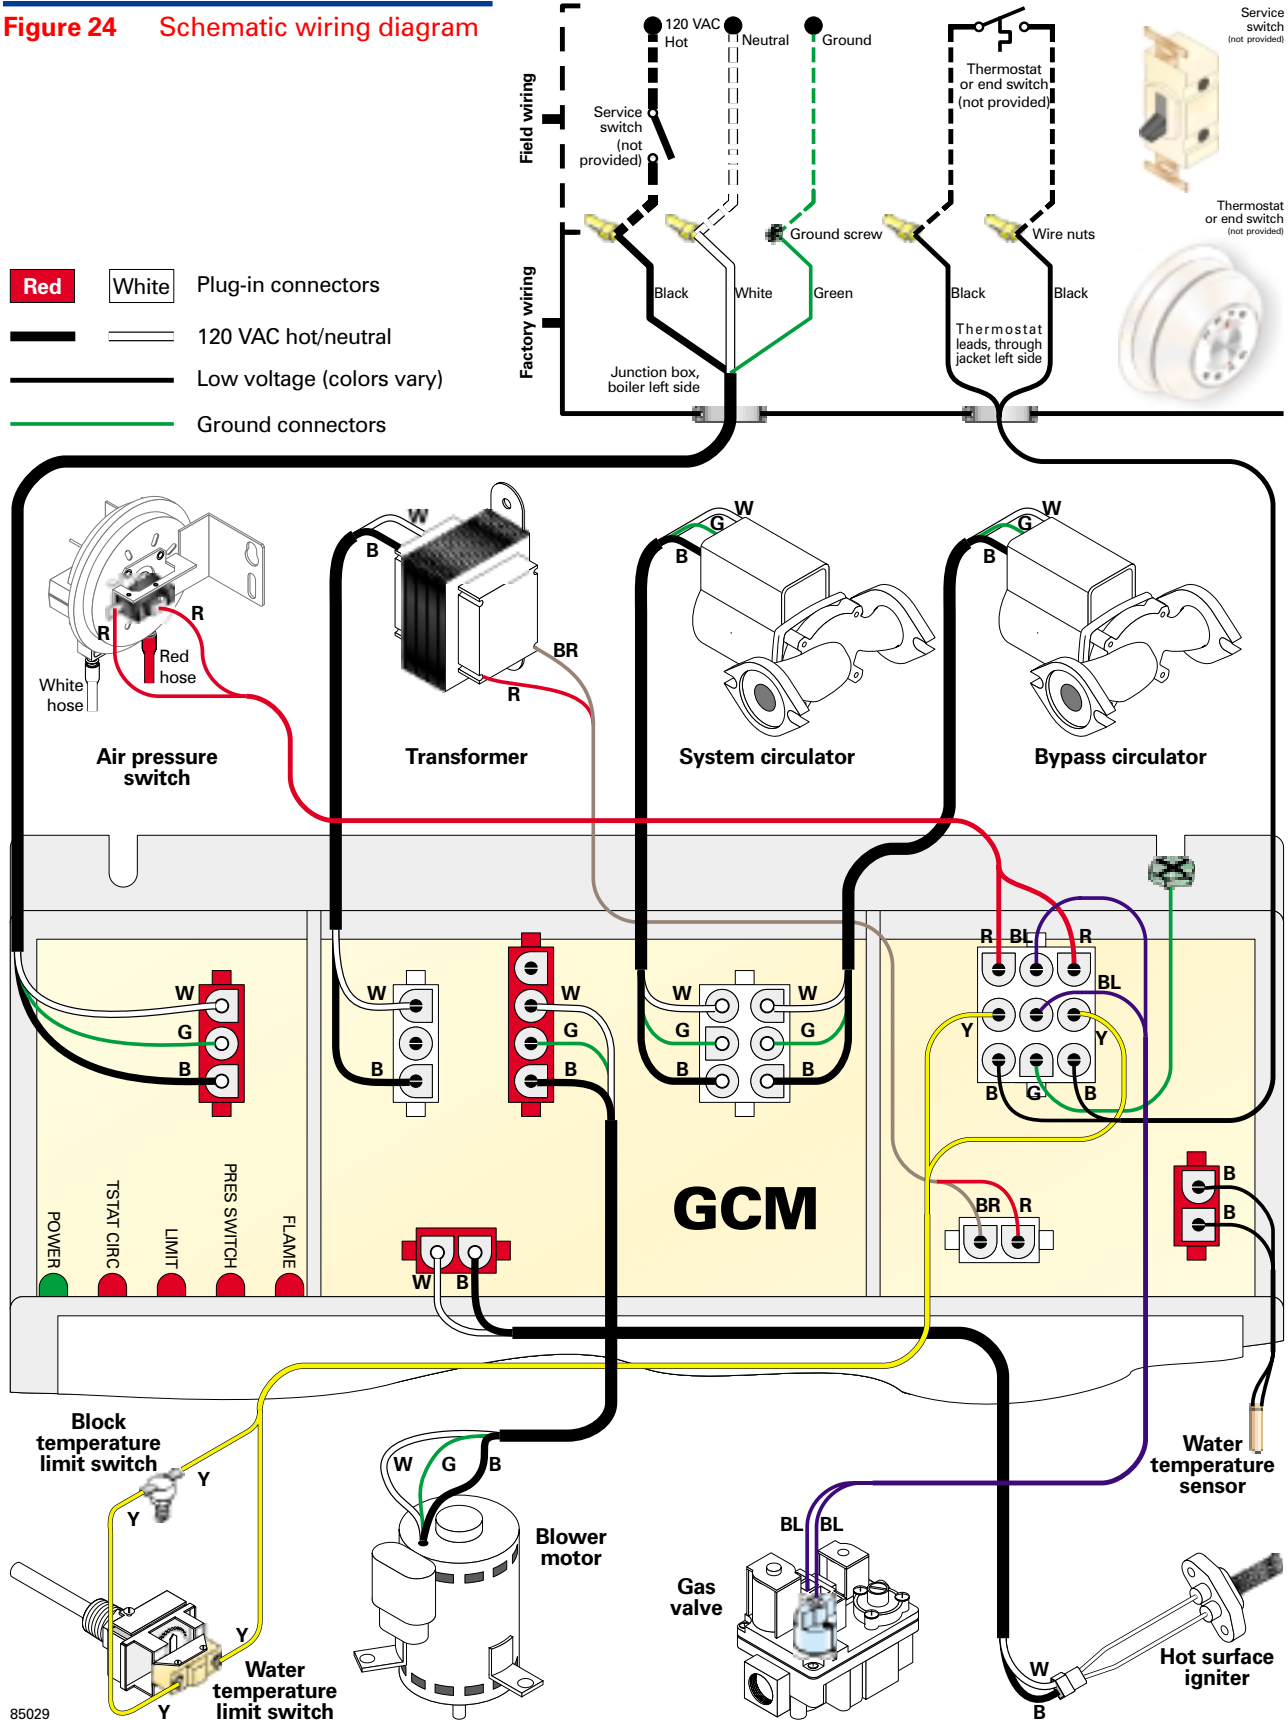 Figure 24 Schematic wiring diagram
Field wiring
Factory wiring
120 VAC
Hot
Neutral
Ground
Service
switch
(not
provided)
Thermostat
or end switch
(not provided)
Service
switch
(not provided)
Thermostat
or end switch
(not provided)
Ground screw
Wire nuts
Black
White
Green
Black
Black
Junction box,
boiler left side
Thermostat
leads, through
jacket left side
Red
White
Plug-in connectors
120 VAC hot/neutral
Low voltage (colors vary)
Ground connectors
R
R
White
hose
Red
hose
Air pressure
switch
W
B
BR
R
Transformer
W
G
B
System circulator
W
G
B
Bypass circulator
W
G
B
W
B
W
G
B
W
G
B
W
G
B
R
BL
R
BL
Y
Y
B
G
B
B
B
BR
R
GCM
POWER
TSTAT CIRC
LIMIT
PRES SWITCH
FLAME
W
B
Block
temperature
limit switch
Y
Y
Y
Y
Water
temperature
limit switch
W
G
B
Blower
motor
BL
BL
Gas
valve
Water
temperature
sensor
W
B
Hot surface
igniter
85029